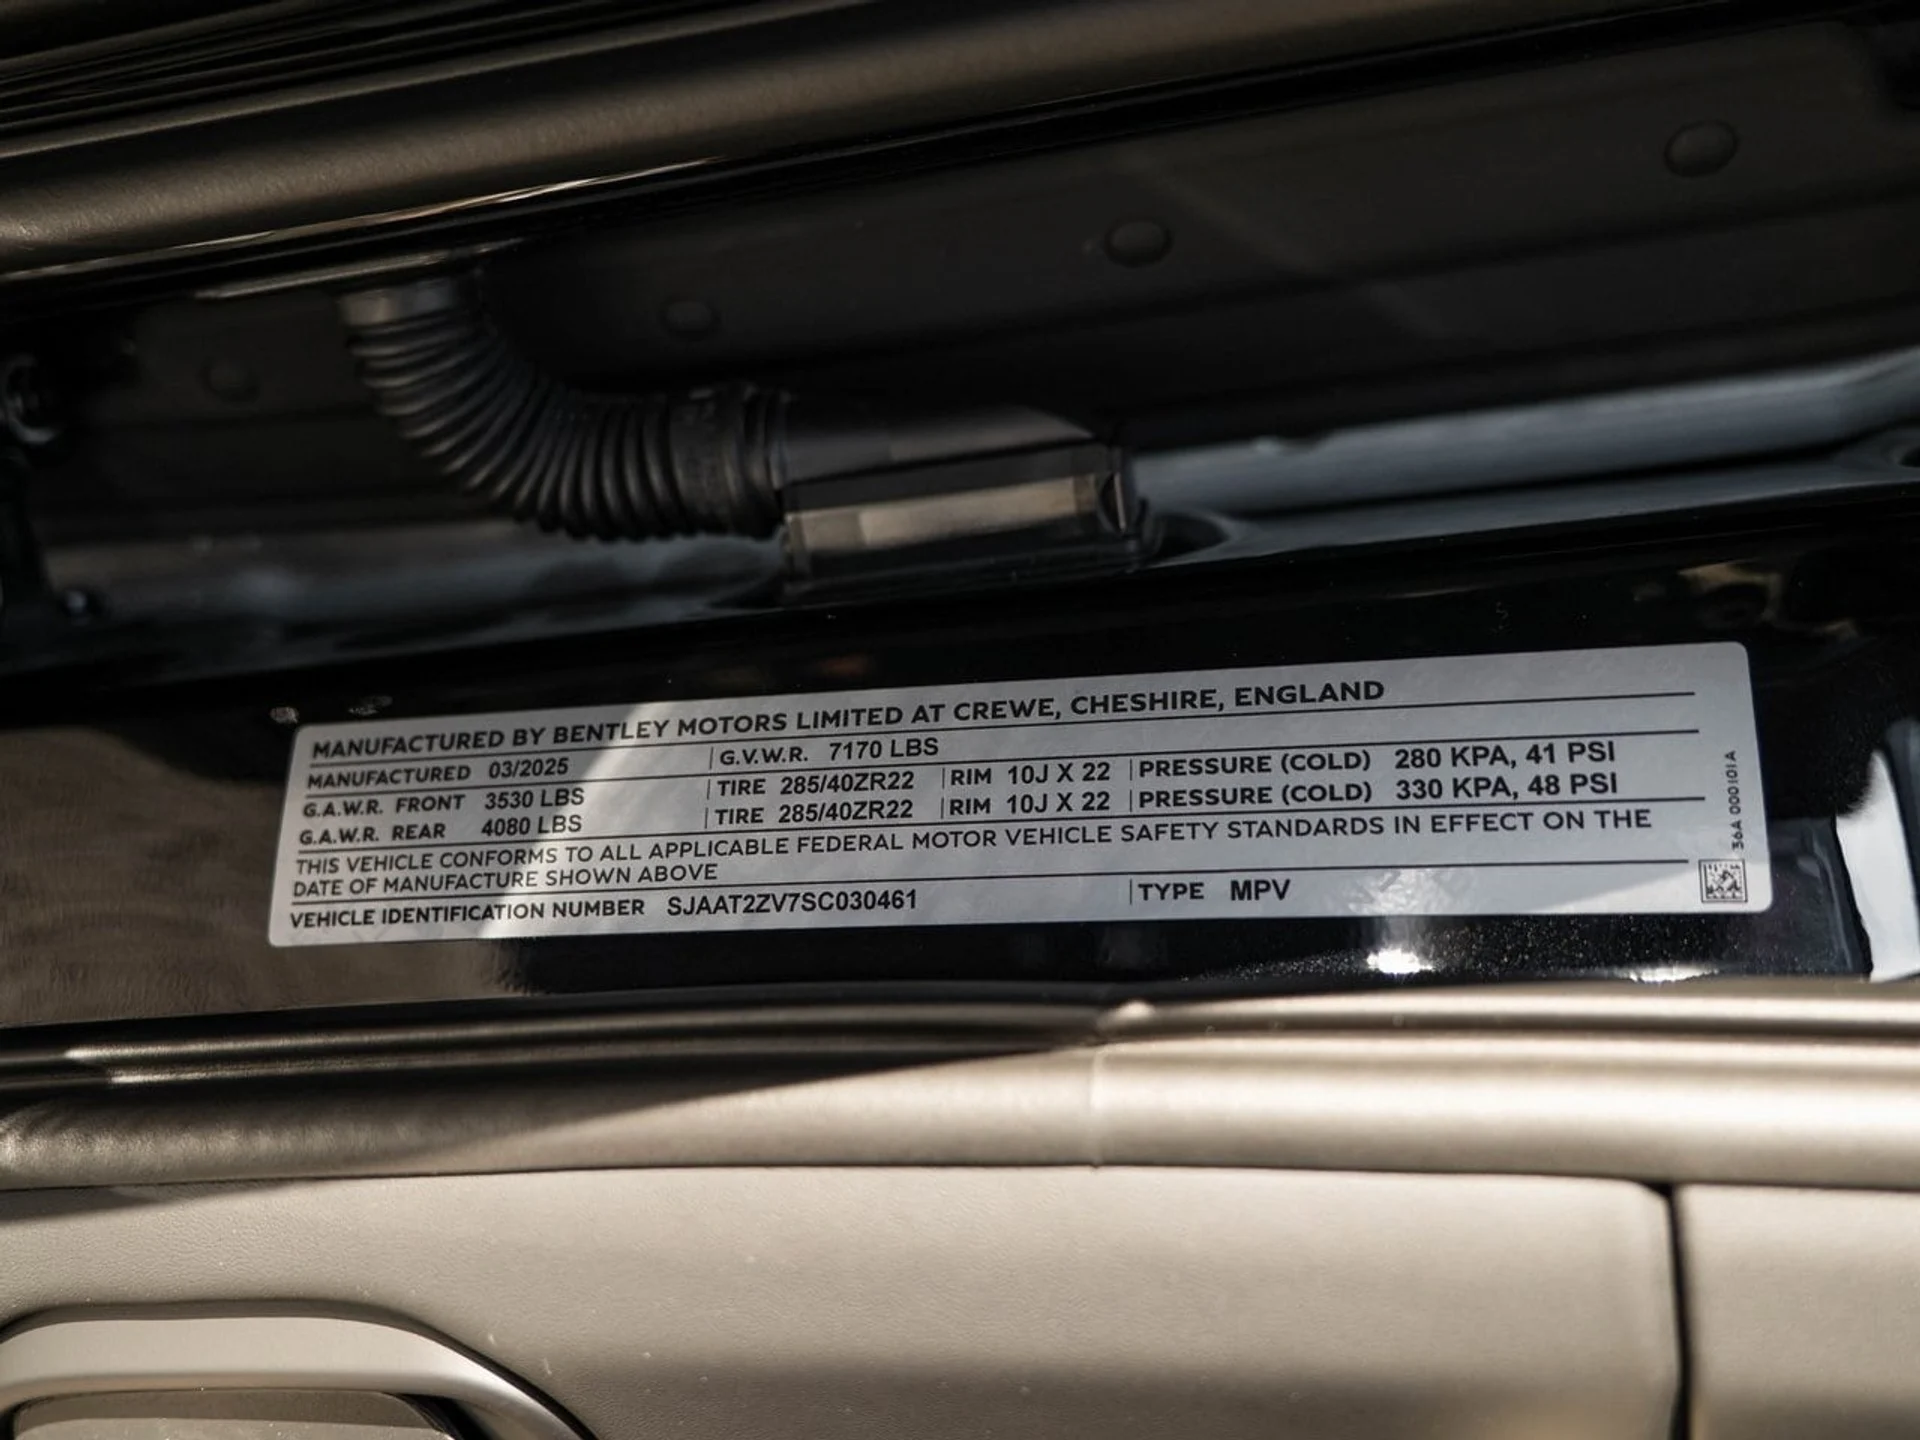 MANUFACTURED BY BENTLEY MOTORS LIMITED AT CREWE, CHESHIRE, ENGLAND
MANUFACTURED 03/2025 G.V.W.R. 7170 LBS
G.A.W.R. FRONT 3530 LBS TIRE 285/40ZR22 RIM 10J X 22 PRESSURE (COLD) 280 KPA, 41 PSI
G.A.W.R. REAR 4080 LBS TIRE 285/40ZR22 RIM 10J X 22 PRESSURE (COLD) 330 KPA, 48 PSI
THIS VEHICLE CONFORMS TO ALL APPLICABLE FEDERAL MOTOR VEHICLE SAFETY STANDARDS IN EFFECT ON THE
DATE OF MANUFACTURE SHOWN ABOVE
VEHICLE IDENTIFICATION NUMBER SJAAT2ZV7SC030461 TYPE MPV
36A 000101 A